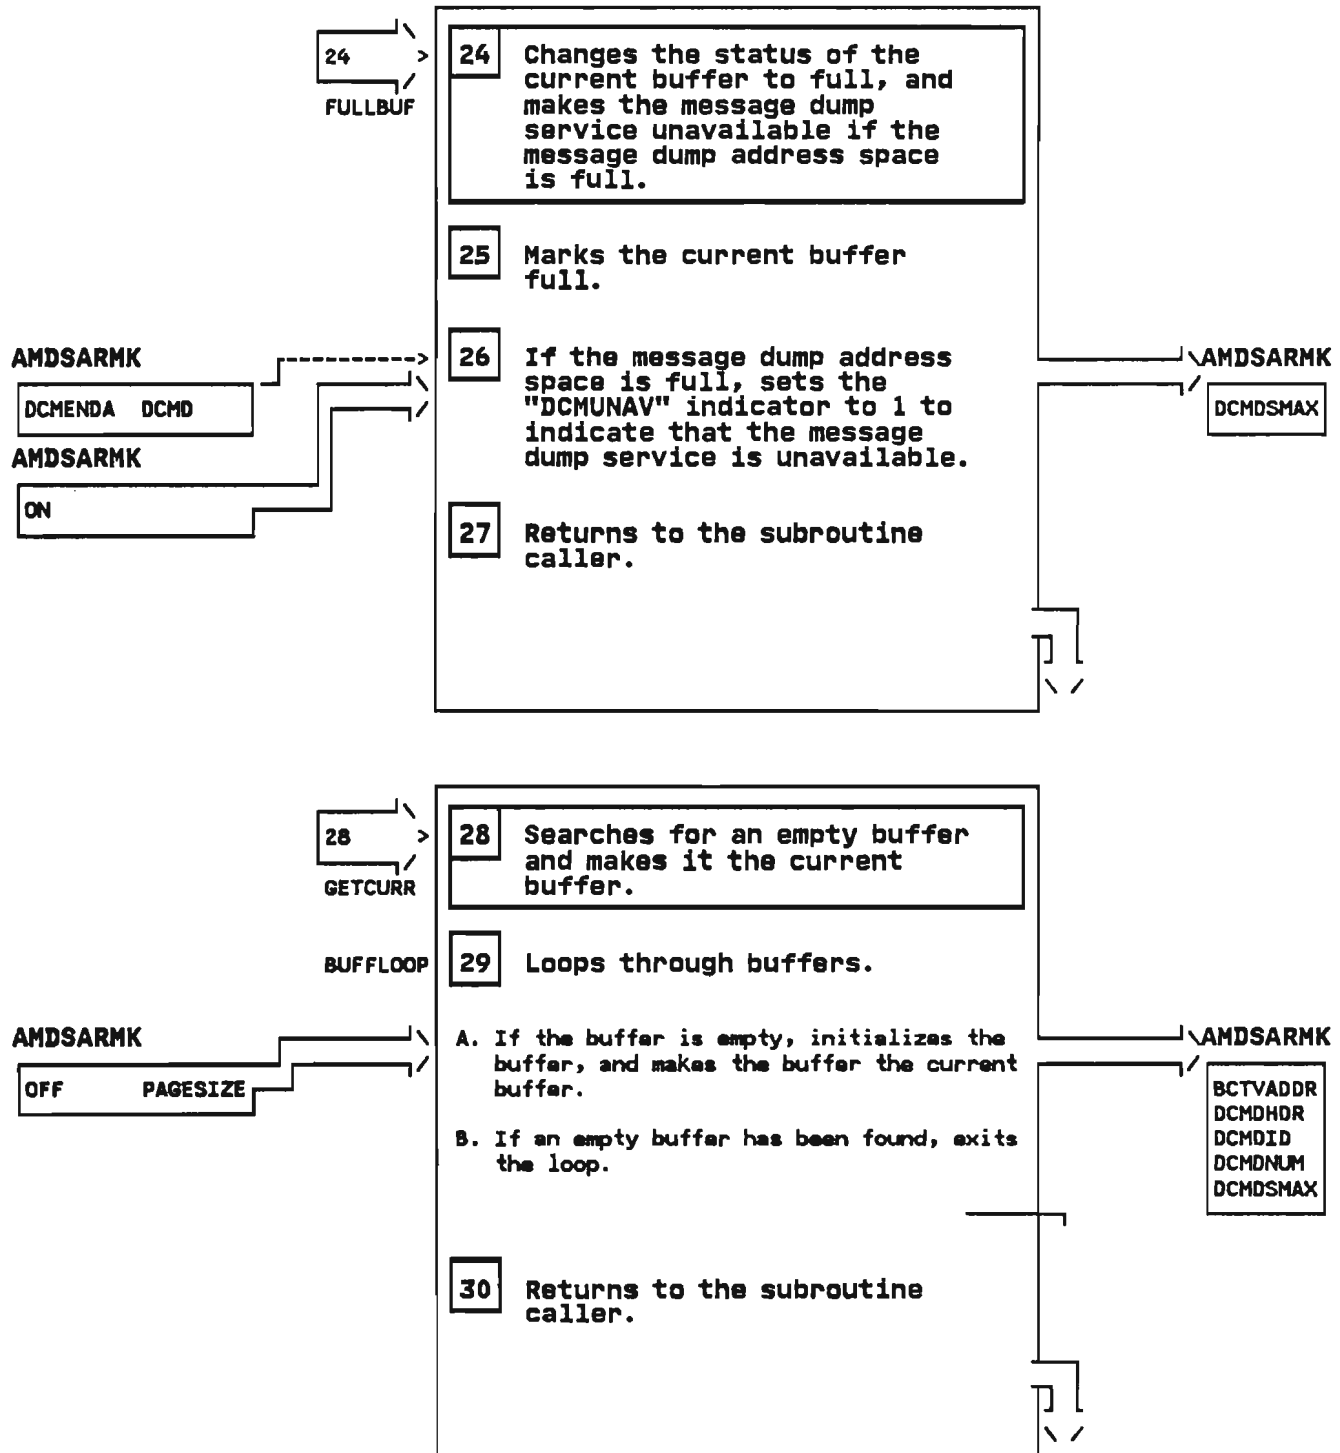 24
FULLBUF
24 Changes the status of the
current buffer to full, and
makes the message dump
service unavailable if the
message dump address space
is full.
25 Marks the current buffer
full.
AMDSARMK
DCMENDA DCMD
AMDSARMK
ON
26 If the message dump address
space is full, sets the
"DCMUNAV" indicator to 1 to
indicate that the message
dump service is unavailable.
AMDSARMK
DCMDSMAX
27 Returns to the subroutine
caller.
28
GETCURR
28 Searches for an empty buffer
and makes it the current
buffer.
BUFFLOOP
29 Loops through buffers.
AMDSARMK
OFF PAGESIZE
A. If the buffer is empty, initializes the
buffer, and makes the buffer the current
buffer.
B. If an empty buffer has been found, exits
the loop.
AMDSARMK
BCTVADDR
DCMDHDR
DCMDID
DCMDNUM
DCMDSMAX
30 Returns to the subroutine
caller.